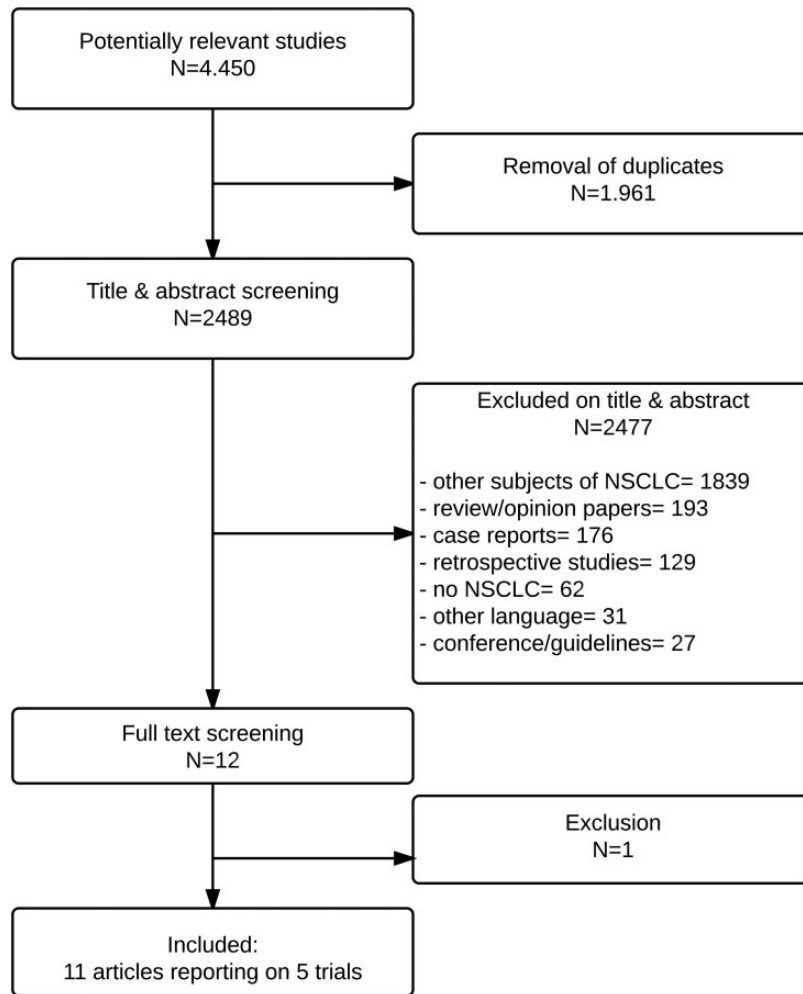 Potentially relevant studies
N=4.450
Removal of duplicates
N=1.961
Title & abstract screening
N=2489
Excluded on title & abstract
N=2477
- other subjects of NSCLC= 1839
- review/opinion papers= 193
- case reports= 176
- retrospective studies= 129
- no NSCLC= 62
- other language= 31
- conference/guidelines= 27
Full text screening
N=12
Exclusion
N=1
Included:
11 articles reporting on 5 trials